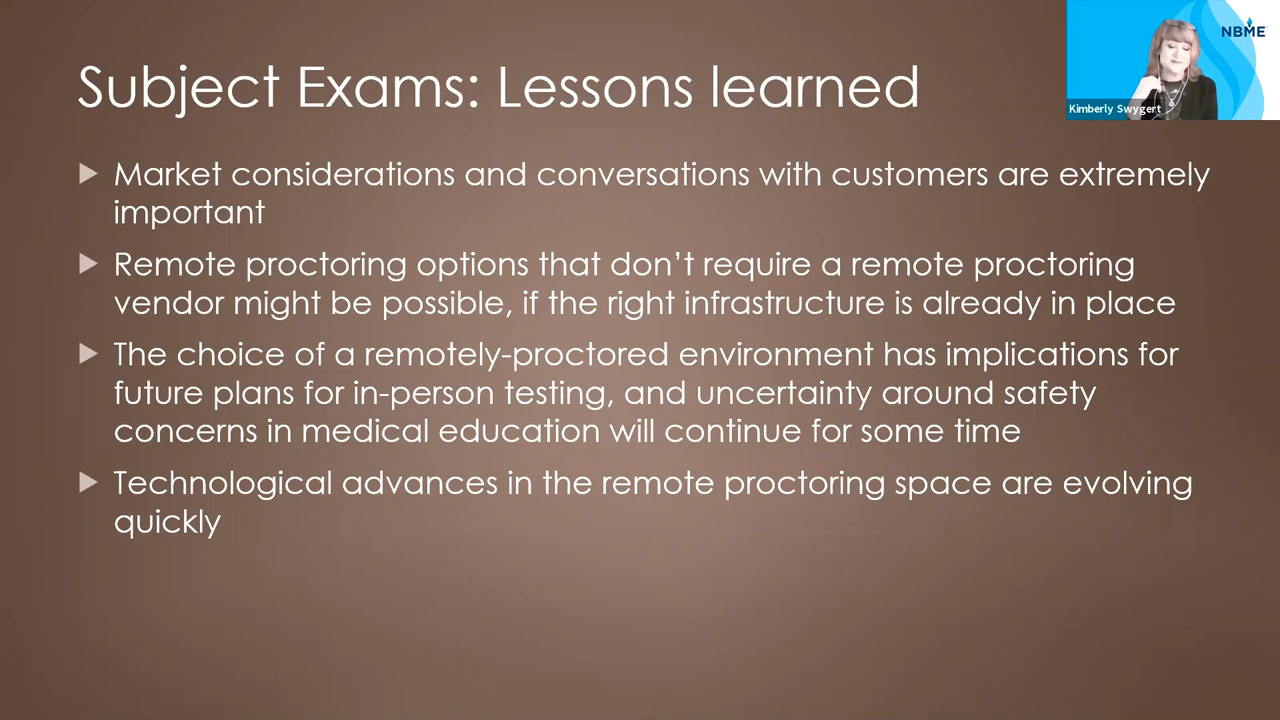 NBME
Kimberly Swygert
Subject Exams: Lessons learned
Market considerations and conversations with customers are extremely
important
Remote proctoring options that don’t require a remote proctoring
vendor might be possible, if the right infrastructure is already in place
The choice of a remotely-proctored environment has implications for
future plans for in-person testing, and uncertainty around safety
concerns in medical education will continue for some time
Technological advances in the remote proctoring space are evolving
quickly